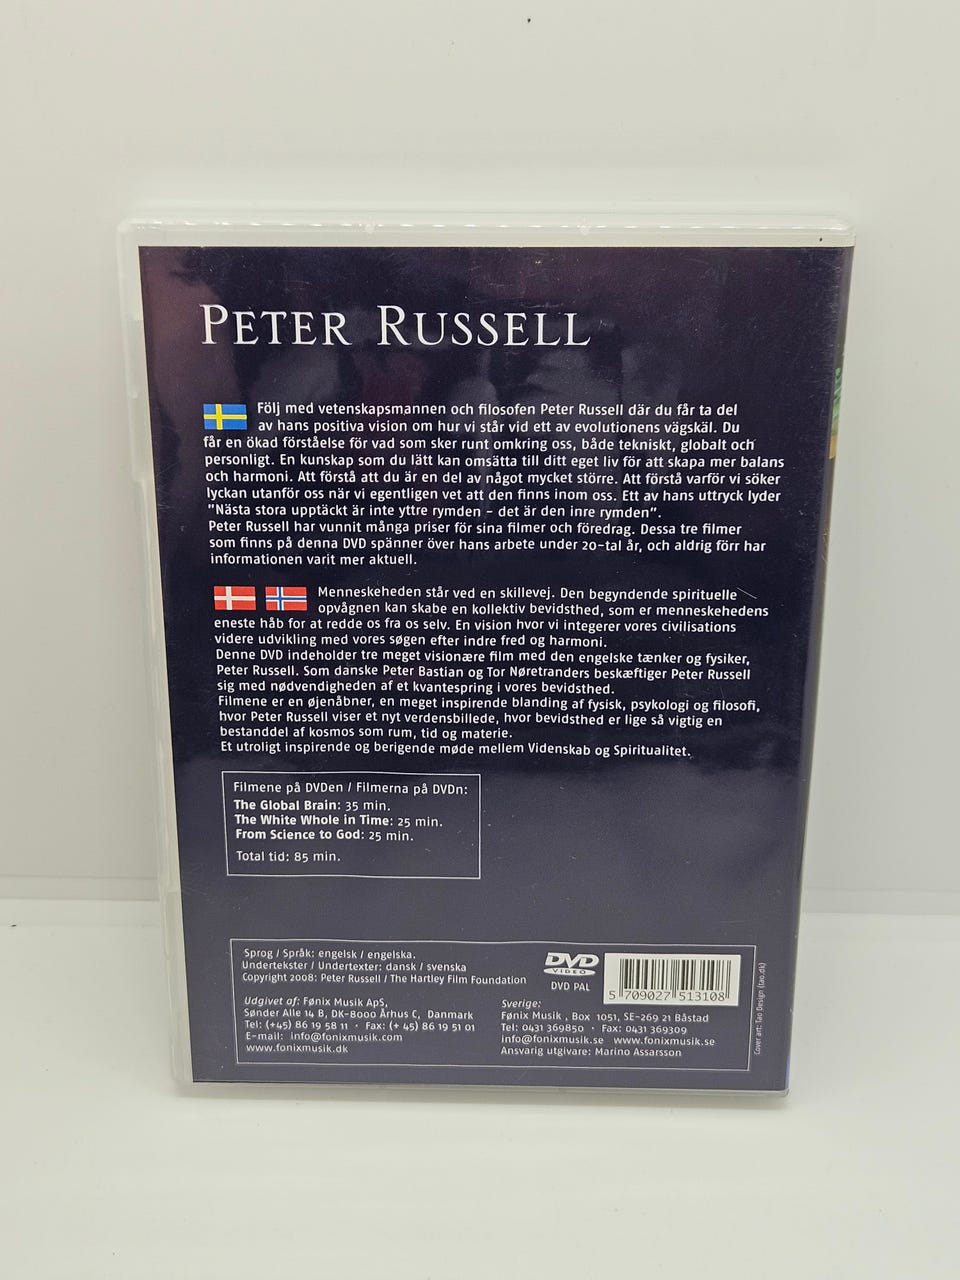 PETER RUSSELL
Följ med vetenskapsmannen och filosofen Peter Russell där du får ta del
av hans positiva vision om hur vi står vid ett av evolutionens vägskäl. Du
får en ökad förståelse för vad som sker runt omkring oss, både tekniskt, globalt och
personligt. En kunskap som du lätt kan omsätta till ditt eget liv för att skapa mer balans
och harmoni. Att förstå att du är en del av något mycket större. Att förstå varför vi söker
lyckan utanför oss när vi egentligen vet att den finns inom oss. Ett av hans uttryck lyder
"Nästa stora upptäckt är inte yttre rymden – det är den inre rymden".
Peter Russell har vunnit många priser för sina filmer och föredrag. Dessa tre filmer
som finns på denna DVD spänner över hans arbete under 20-tal år, och aldrig förr har
informationen varit mer aktuell.
Menneskeheden står ved en skillevej. Den begyndende spirituelle
opvågnen kan skabe en kollektiv bevidsthed, som er menneskehedens
eneste håb for at redde os fra os selv. En vision hvor vi integerer vores civilisations
videre udvikling med vores søgen efter indre fred og harmoni.
Denne DVD indeholder tre meget visionære film med den engelske tænker og fysiker,
Peter Russell. Som danske Peter Bastian og Tor Nøretranders beskæftiger Peter Russell
sig med nødvendigheden af et kvantespring i vores bevidsthed.
Filmene er en øjenåbner, en meget inspirende blanding af fysisk, psykologi og filosofi,
hvor Peter Russell viser et nyt verdensbillede, hvor bevidsthed er lige så vigtig en
bestanddel af kosmos som rum, tid og materie.
Et utroligt inspirende og berigende møde mellem Videnskab og Spiritualitet.
Filmene på DVDen / Filmerna på DVDn:
The Global Brain: 35 min.
The White Whole in Time: 25 min.
From Science to God: 25 min.
Total tid: 85 min.
Sprog / Språk: engelsk / engelska.
Undertekster / Undertexter: dansk / svenska
Copyright 2008: Peter Russell / The Hartley Film Foundation
Udgivet af: Fønix Musik ApS,
Sønder Alle 14 B, DK-8000 Århus C, Danmark
Tel: (+45) 86 19 58 11 · Fax: (+ 45) 86 19 51 01
E-mail: info@fonixmusik.com
www.fonixmusik.dk
DVD
VIDEO
DVD PAL
5 709027 513108
Sverige:
Fønix Musik , Box 1051, SE-269 21 Båstad
Tel: 0431 369850 · Fax: 0431 369309
info@fonixmusik.se www.fonixmusik.se
Ansvarig utgivare: Marino Assarsson
Cover art: Tao Design (tao.dk)